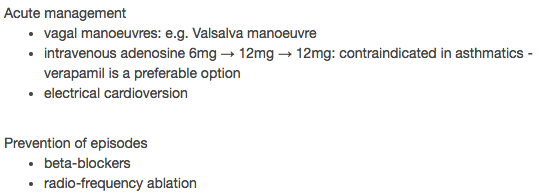 Acute management
• vagal manoeuvres: e.g. Valsalva manoeuvre
• intravenous adenosine 6mg → 12mg → 12mg: contraindicated in asthmatics -
verapamil is a preferable option
• electrical cardioversion
Prevention of episodes
• beta-blockers
• radio-frequency ablation